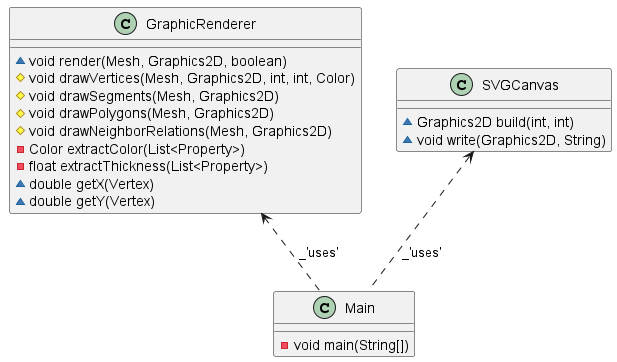 C GraphicRenderer
void render(Mesh, Graphics2D, boolean)
void drawVertices(Mesh, Graphics2D, int, int, Color)
void drawSegments(Mesh, Graphics2D)
void drawPolygons(Mesh, Graphics2D)
void drawNeighborRelations(Mesh, Graphics2D)
Color extractColor(List<Property>)
float extractThickness(List<Property>)
double getX(Vertex)
double getY(Vertex)
C SVGCanvas
Graphics2D build(int, int)
void write(Graphics2D, String)
_'uses'
_'uses'
C Main
void main(String[])